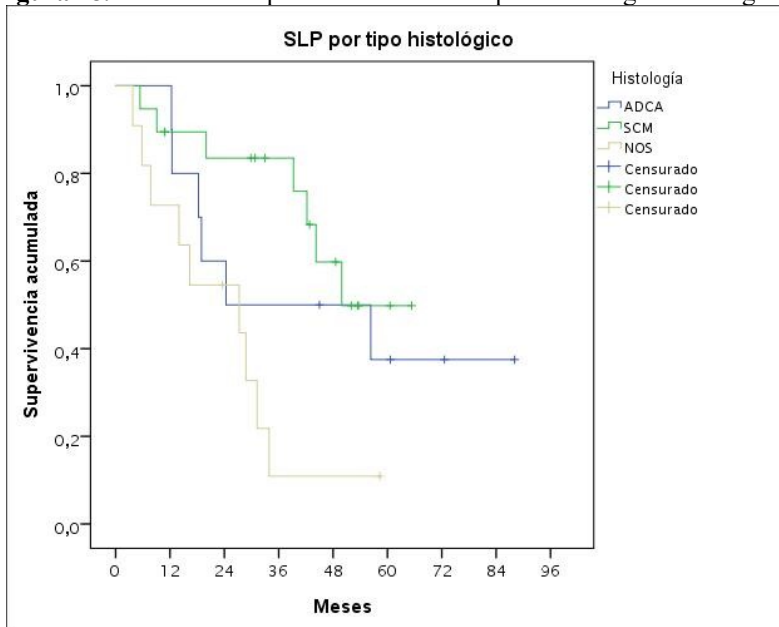 SLP por tipo histológico
Histología
ADCA
SCM
NOS
Censurado
Censurado
Censurado
Supervivencia acumulada
1,0
0,8
0,6
0,4
0,2
0,0
0 12 24 36 48 60 72 84 96
Meses